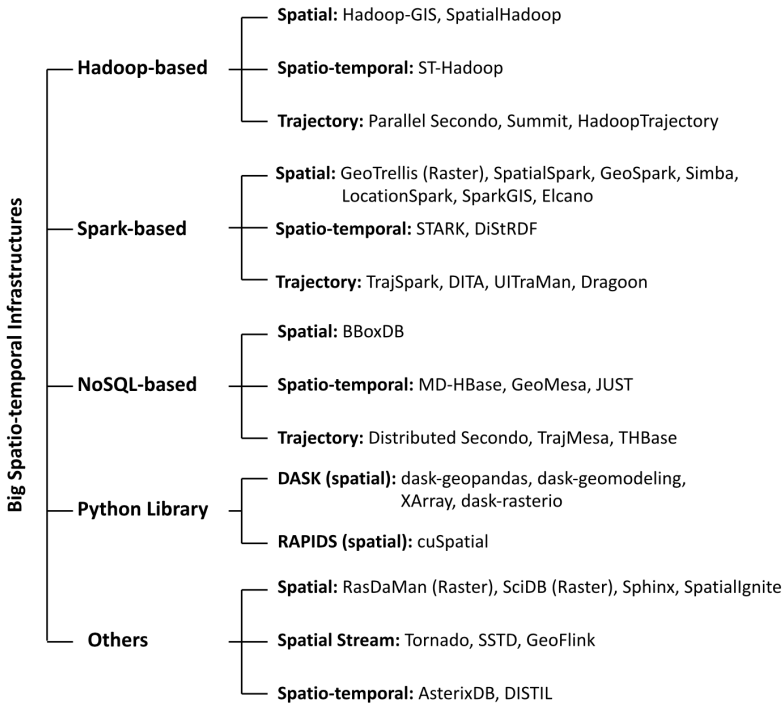 Big Spatio-temporal Infrastructures
Hadoop-based
Spatial: Hadoop-GIS, SpatialHadoop
Spatio-temporal: ST-Hadoop
Trajectory: Parallel Secondo, Summit, HadoopTrajectory
Spark-based
Spatial: GeoTrellis (Raster), SpatialSpark, GeoSpark, Simba,
LocationSpark, SparkGIS, Elcano
Spatio-temporal: STARK, DiStRDF
Trajectory: TrajSpark, DITA, UITraMan, Dragoon
NoSQL-based
Spatial: BBoxDB
Spatio-temporal: MD-HBase, GeoMesa, JUST
Trajectory: Distributed Secondo, TrajMesa, THBase
Python Library
DASK (spatial): dask-geopandas, dask-geomodeling,
XArray, dask-rasterio
RAPIDS (spatial): cuSpatial
Others
Spatial: RasDaMan (Raster), SciDB (Raster), Sphinx, SpatialIgnite
Spatial Stream: Tornado, SSTD, GeoFlink
Spatio-temporal: AsterixDB, DISTIL